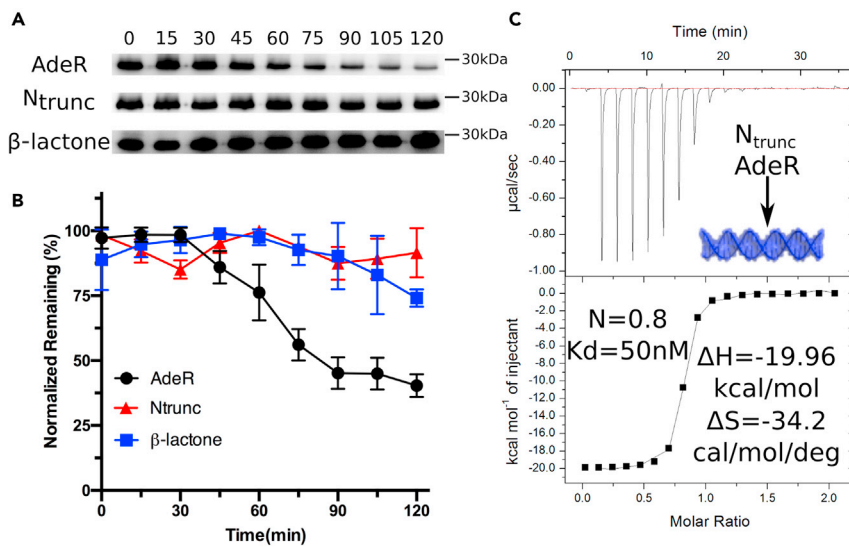 A
0 15 30 45 60 75 90 105 120
AdeR
30kDa
Ntrunc
30kDa
β-lactone
30kDa
B
Normalized Remaining (%)
100
75
50
25
0
AdeR
Ntrunc
β-lactone
0 30 60 90 120
Time(min)
C
Time (min)
0 10 20 30
µcal/sec
0.00
-0.20
-0.40
-0.60
-0.80
-1.00
Ntrunc
AdeR
kcal mol⁻¹ of injectant
0.0
-2.0
-4.0
-6.0
-8.0
-10.0
-12.0
-14.0
-16.0
-18.0
-20.0
N=0.8
Kd=50nM
ΔH=-19.96
kcal/mol
ΔS=-34.2
cal/mol/deg
0.0 0.5 1.0 1.5 2.0
Molar Ratio